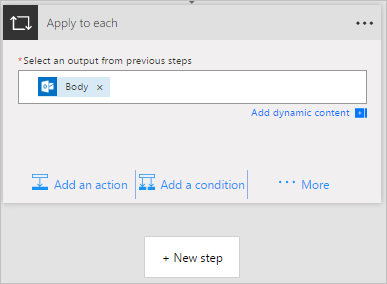 Apply to each
*Select an output from previous steps
Body ×
Add dynamic content
Add an action
Add a condition
More
+ New step